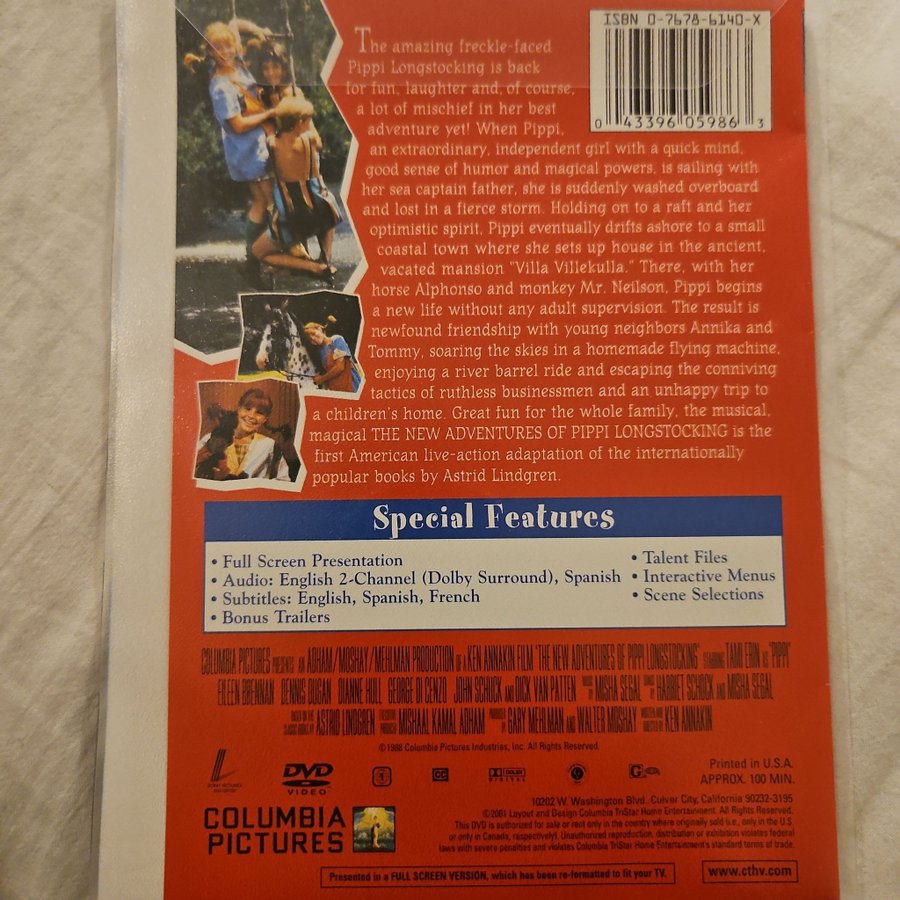 ISBN 0-7678-6140-X
0 43396 05986 3
The amazing freckle-faced
Pippi Longstocking is back
for fun, laughter and, of course,
a lot of mischief in her best
adventure yet! When Pippi,
an extraordinary, independent girl with a quick mind,
good sense of humor and magical powers, is sailing with
her sea captain father, she is suddenly washed overboard
and lost in a fierce storm. Holding on to a raft and her
optimistic spirit, Pippi eventually drifts ashore to a small
coastal town where she sets up house in the ancient,
vacated mansion "Villa Villekulla." There, with her
horse Alphonso and monkey Mr. Neilson, Pippi begins
a new life without any adult supervision. The result is
newfound friendship with young neighbors Annika and
Tommy, soaring the skies in a homemade flying machine,
enjoying a river barrel ride and escaping the conniving
tactics of ruthless businessmen and an unhappy trip to
a children's home. Great fun for the whole family, the musical,
magical THE NEW ADVENTURES OF PIPPI LONGSTOCKING is the
first American live-action adaptation of the internationally
popular books by Astrid Lindgren.
Special Features
• Full Screen Presentation
• Audio: English 2-Channel (Dolby Surround), Spanish
• Subtitles: English, Spanish, French
• Bonus Trailers
• Talent Files
• Interactive Menus
• Scene Selections
COLUMBIA PICTURES PRESENTS AN ADHAM/MOSHAY/MEHLMAN PRODUCTION OF A KEN ANNAKIN FILM "THE NEW ADVENTURES OF PIPPI LONGSTOCKING" STARRING TAMI ERIN AS "PIPPI"
EILEEN BRENNAN DENNIS DUGAN DIANNE HULL GEORGE DI CENZO JOHN SCHUCK AND DICK VAN PATTEN MUSIC BY MISHA SEGAL SONGS BY HARRIET SCHOCK AND MISHA SEGAL
BASED ON THE CLASSIC BOOKS BY ASTRID LINDGREN EXECUTIVE PRODUCER MISHAAL KAMAL ADHAM PRODUCED BY GARY MEHLMAN AND WALTER MOSHAY WRITTEN AND DIRECTED BY KEN ANNAKIN
©1988 Columbia Pictures Industries, Inc. All Rights Reserved.
DVD
VIDEO
CC
DOLBY
DIGITAL
G
Printed in U.S.A.
APPROX. 100 MIN.
COLUMBIA
PICTURES
10202 W. Washington Blvd. Culver City, California 90232-3195
©2001 Layout and Design Columbia TriStar Home Entertainment. All Rights Reserved.
This DVD is authorized for sale or rent only in the country where originally sold (i.e., only in the U.S.
or only in Canada, respectively). Unauthorized reproduction, distribution or exhibition violates federal
laws with severe penalties and violates Columbia TriStar Home Entertainment's standard terms of trade.
Presented in a FULL SCREEN VERSION, which has been re-formatted to fit your TV.
www.cthv.com